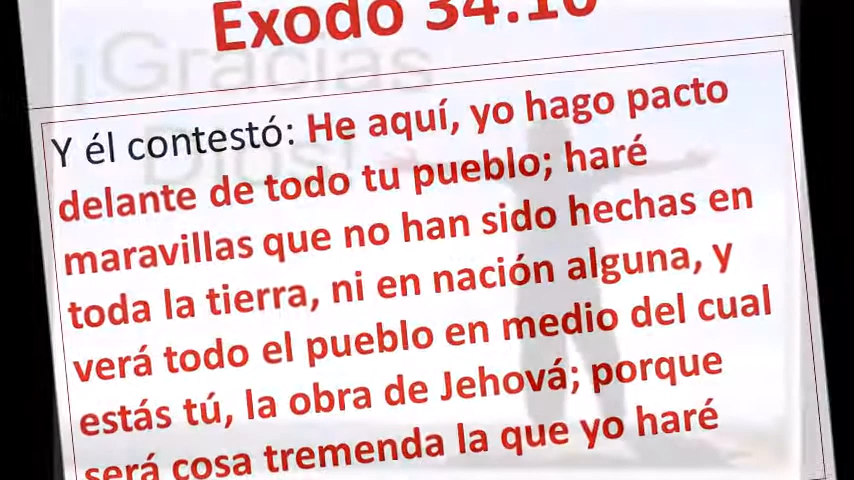 Exodo 34.10
¡Gracias
Dios!
Y él contestó: He aquí, yo hago pacto
delante de todo tu pueblo; haré
maravillas que no han sido hechas en
toda la tierra, ni en nación alguna, y
verá todo el pueblo en medio del cual
estás tú, la obra de Jehová; porque
será cosa tremenda la que yo haré